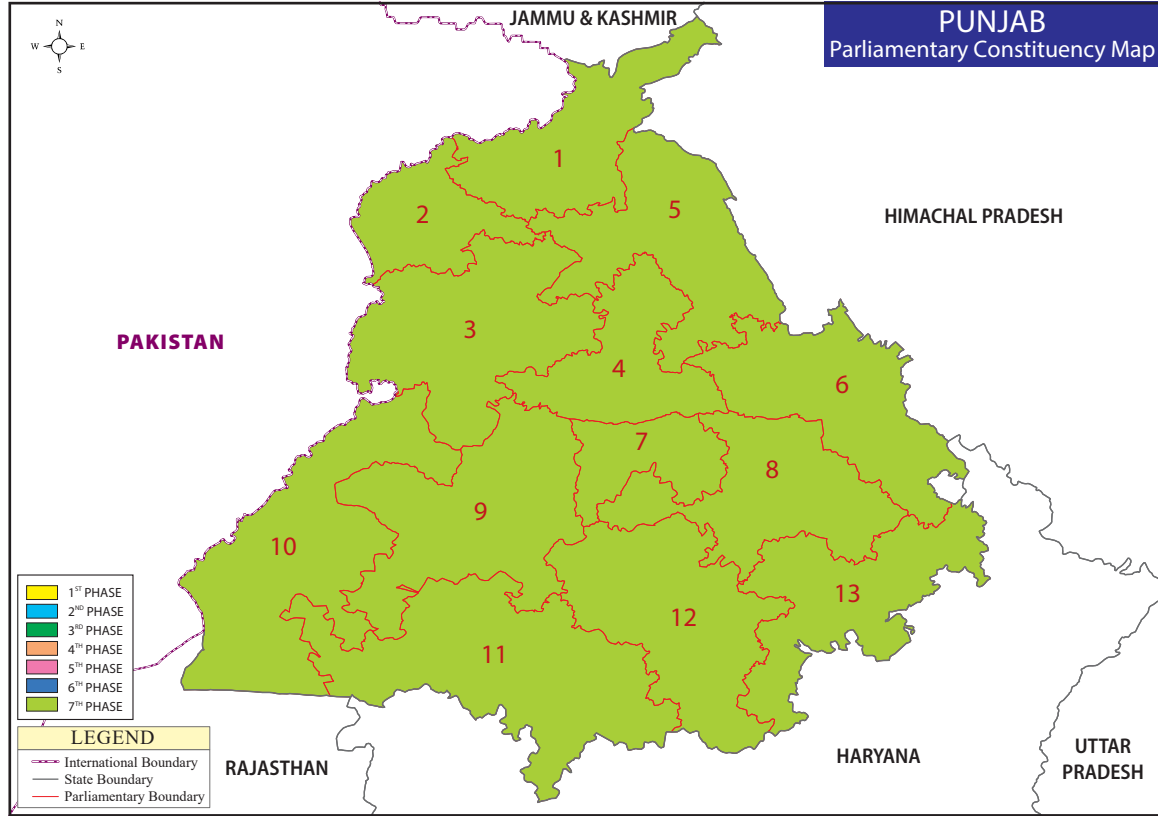 JAMMU & KASHMIR
PUNJAB
Parliamentary Constituency Map
N
W E
S
1
2
5
HIMACHAL PRADESH
PAKISTAN
3
4
6
7
8
9
10
13
12
11
1ST PHASE
2ND PHASE
3RD PHASE
4TH PHASE
5TH PHASE
6TH PHASE
7TH PHASE
LEGEND
International Boundary
State Boundary
Parliamentary Boundary
RAJASTHAN
HARYANA
UTTAR
PRADESH